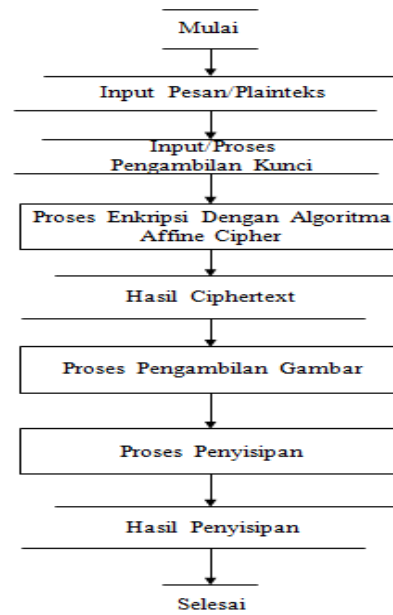 Mulai
Input Pesan/Plainteks
Input/Proses
Pengambilan Kunci
Proses Enkripsi Dengan Algoritma
Affine Cipher
Hasil Ciphertext
Proses Pengambilan Gambar
Proses Penyisipan
Hasil Penyisipan
Selesai